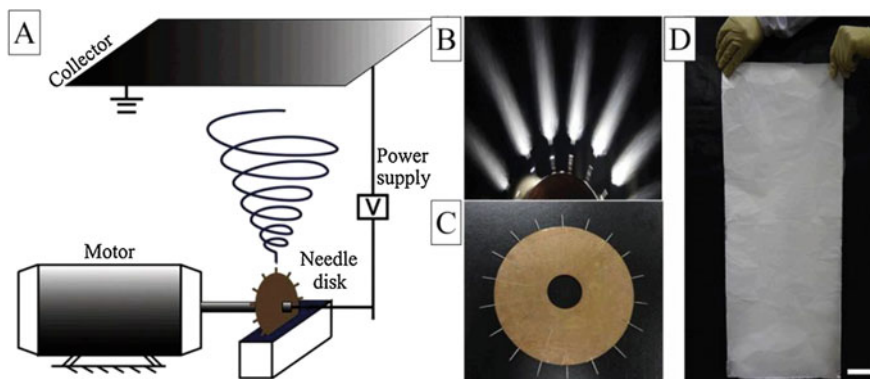 A
Collector
Power
supply
V
Motor
Needle
disk
B
C
D